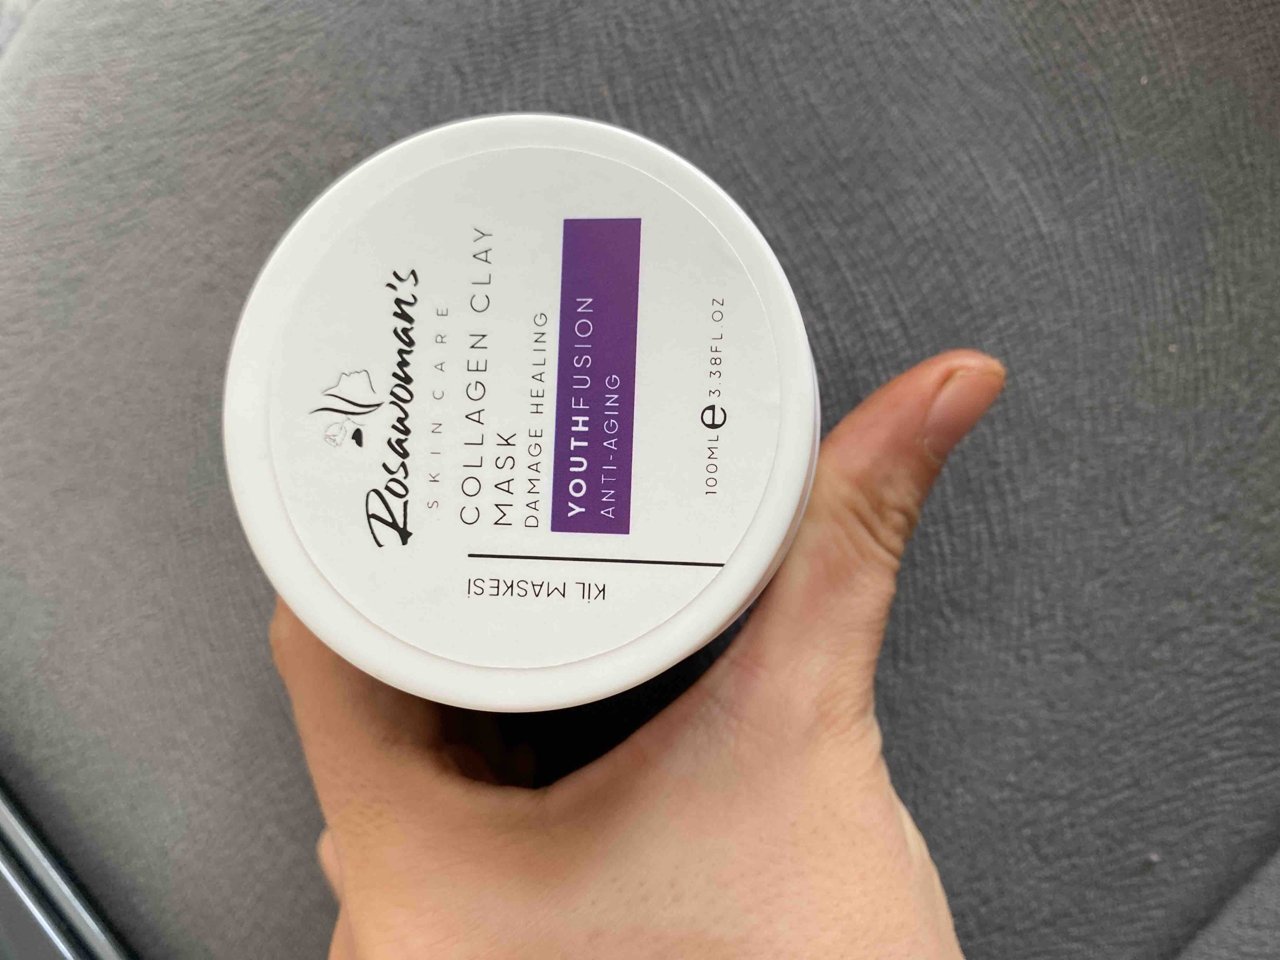 Rosawoman's
SKIN CARE
COLLAGEN CLAY
MASK
DAMAGE HEALING
YOUTHFUSION
ANTI-AGING
100ML e 3.38FL.OZ
KİL MASKESİ